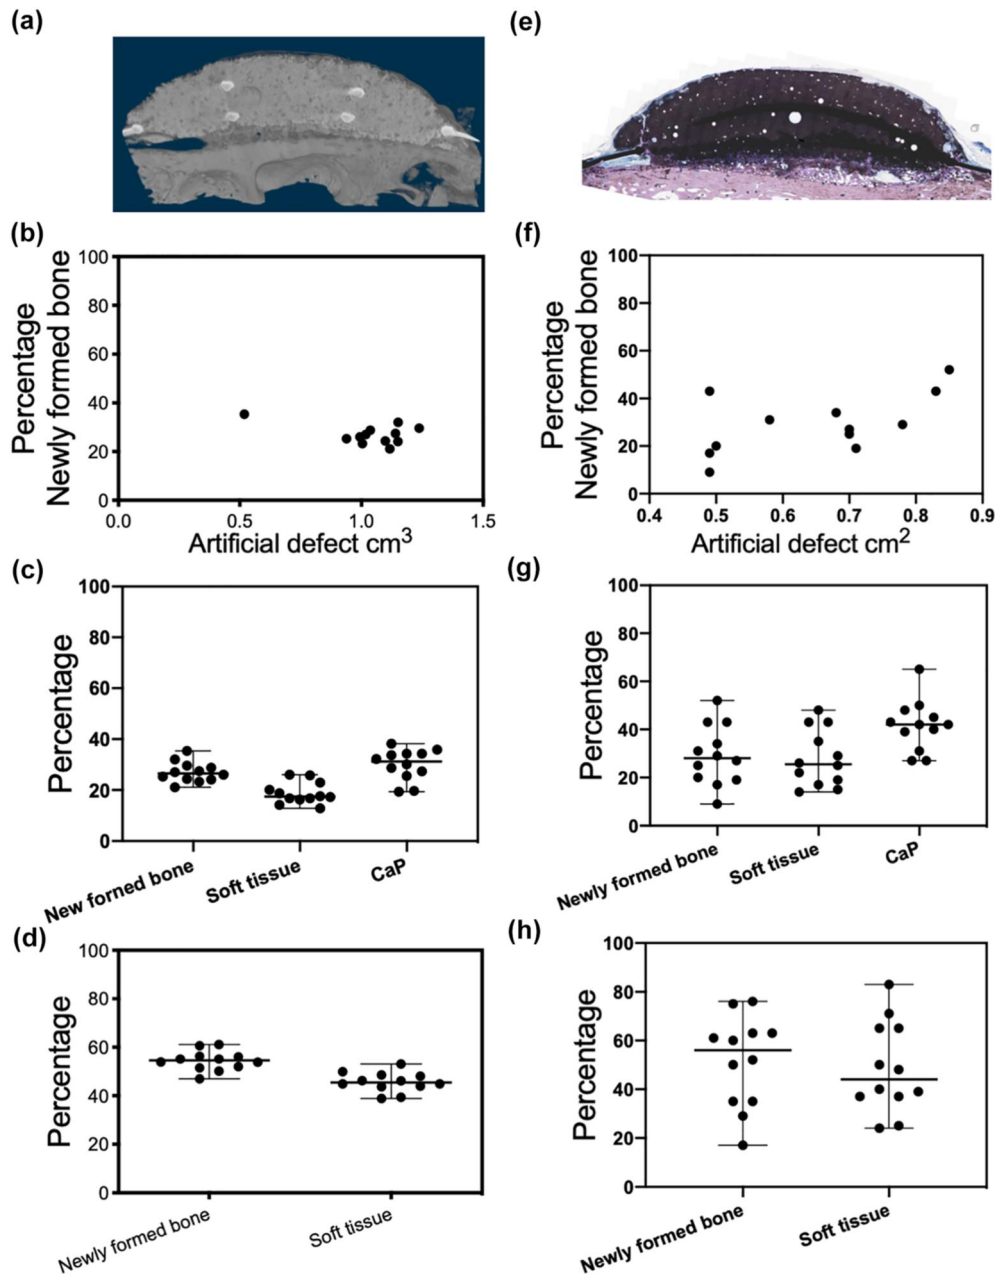 (a)
(e)
(b)
100
80
60
40
20
0
0.0 0.5 1.0 1.5
Percentage
Newly formed bone
Artificial defect cm3
(f)
100
80
60
40
20
0
0.4 0.5 0.6 0.7 0.8 0.9
Percentage
Newly formed bone
Artificial defect cm2
(c)
100
80
60
40
20
0
Percentage
New forned bone
Soft tissue
CaP
(g)
100
80
60
40
20
0
Percentage
Newly formed bone
Soft tissue
CaP
(d)
100
80
60
40
20
0
Percentage
Newly formed bone
Soft tissue
(h)
100
80
60
40
20
0
Percentage
Newly formed bone
Soft tissue